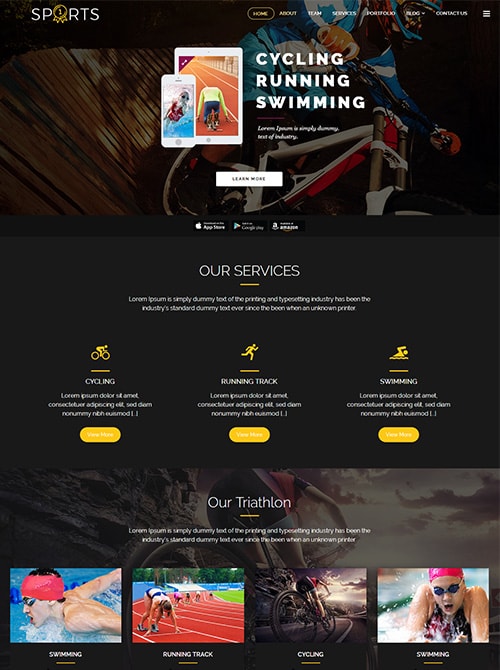 SPORTS
HOME ABOUT TEAM SERVICES PORTFOLIO BLOG CONTACT US
CYCLING
RUNNING
SWIMMING
Lorem Ipsum is simply dummy.
text of industry.
LEARN MORE
App Store Google play amazon
OUR SERVICES
Lorem Ipsum is simply dummy text of the printing and typesetting industry has been the
industry's standard dummy text ever since the been when an unknown printer
CYCLING
Lorem ipsum dolor sit amet,
consectetuer adipiscing elit, sed diam
nonummy nibh euismod [..]
View More
RUNNING TRACK
Lorem ipsum dolor sit amet,
consectetuer adipiscing elit, sed diam
nonummy nibh euismod [..]
View More
SWIMMING
Lorem ipsum dolor sit amet,
consectetuer adipiscing elit, sed diam
nonummy nibh euismod [..]
View More
Our Triathlon
Lorem Ipsum is simply dummy text of the printing and typesetting industry has been the
industry's standard dummy text ever since the been when an unknown printer
SWIMMING
RUNNING TRACK
CYCLING
SWIMMING